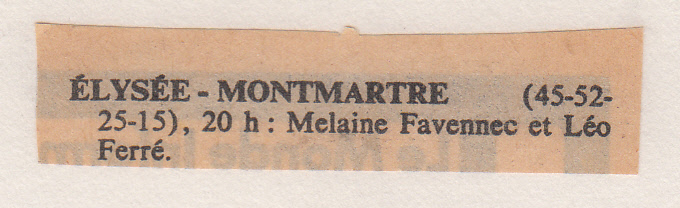 ÉLYSÉE - MONTMARTRE (45-52-
25-15), 20 h : Melaine Favennec et Léo
Ferré.